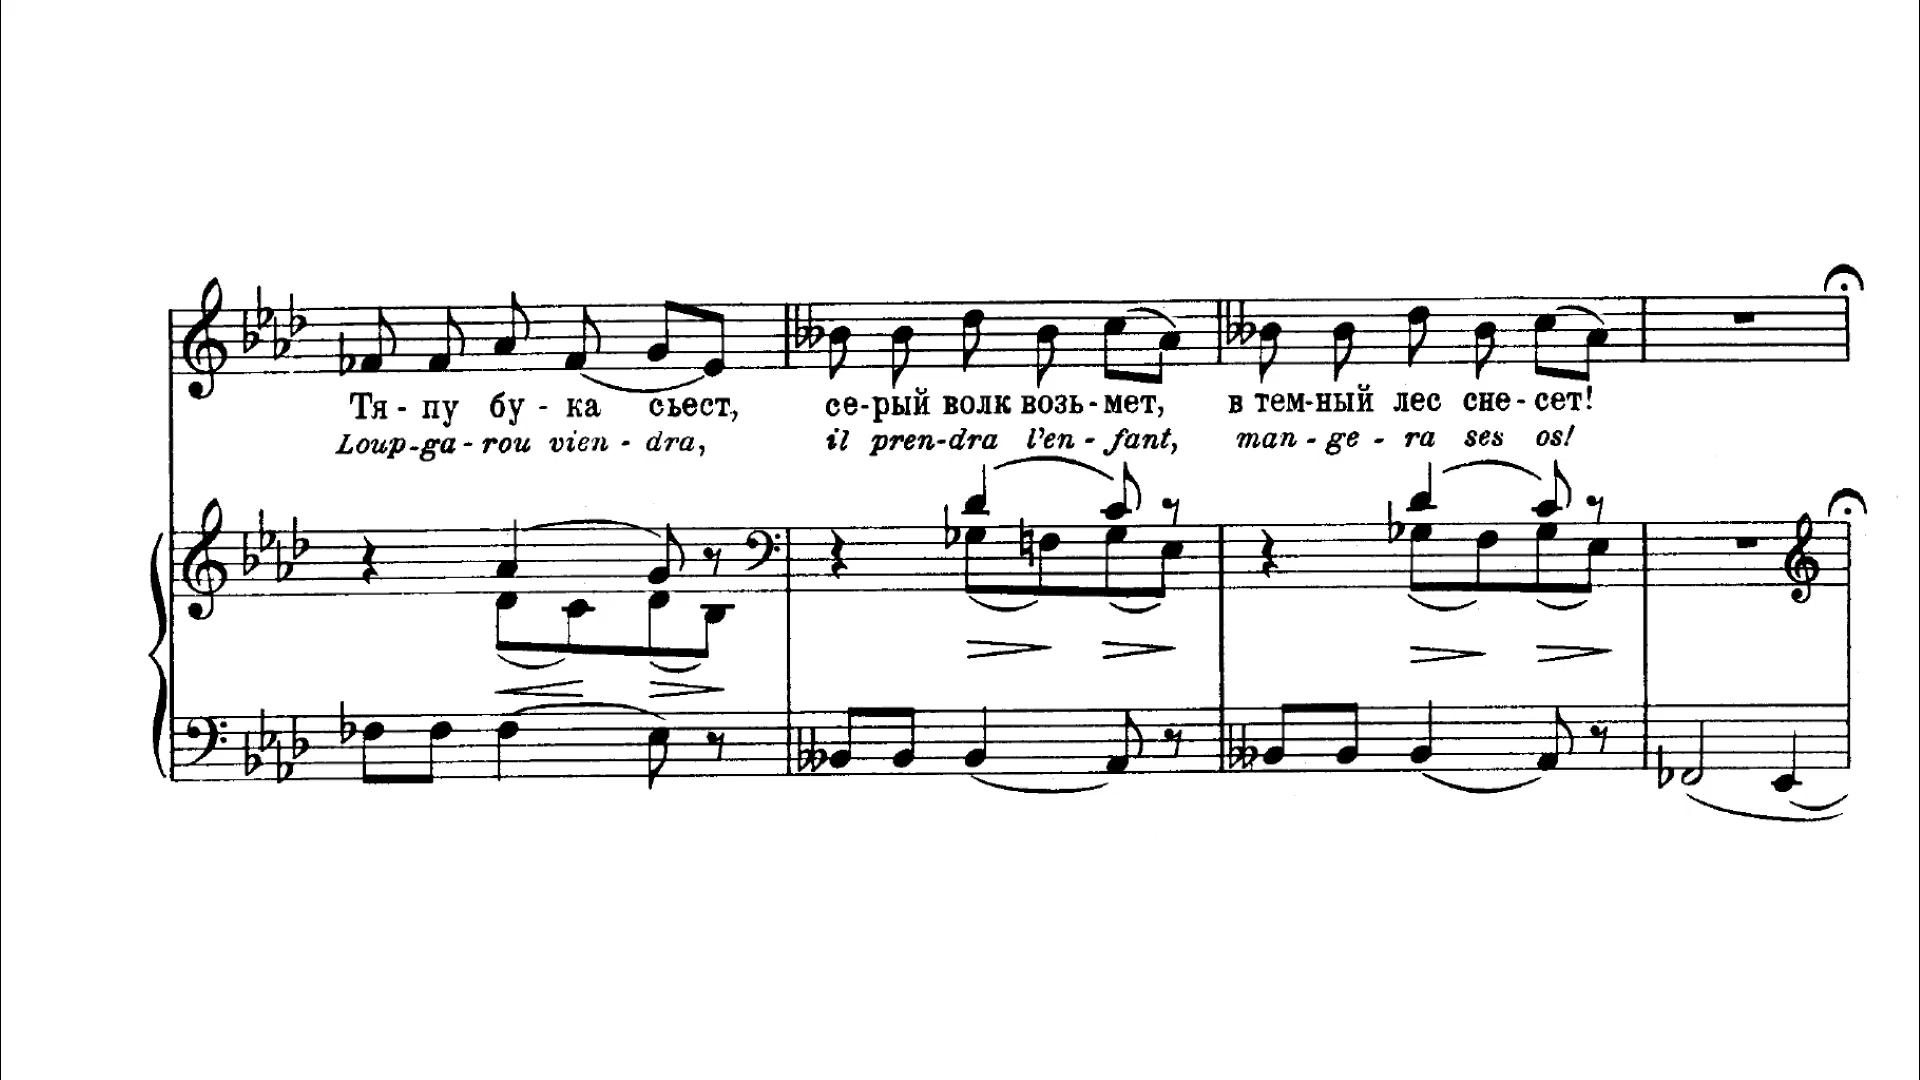 Тя - пу бу - ка сьест, се-рый волк возь-мет, в тем-ный лес сне-сет!
Loup-ga-rou vien-dra, il pren-dra l'en-fant, man-ge-ra ses os!